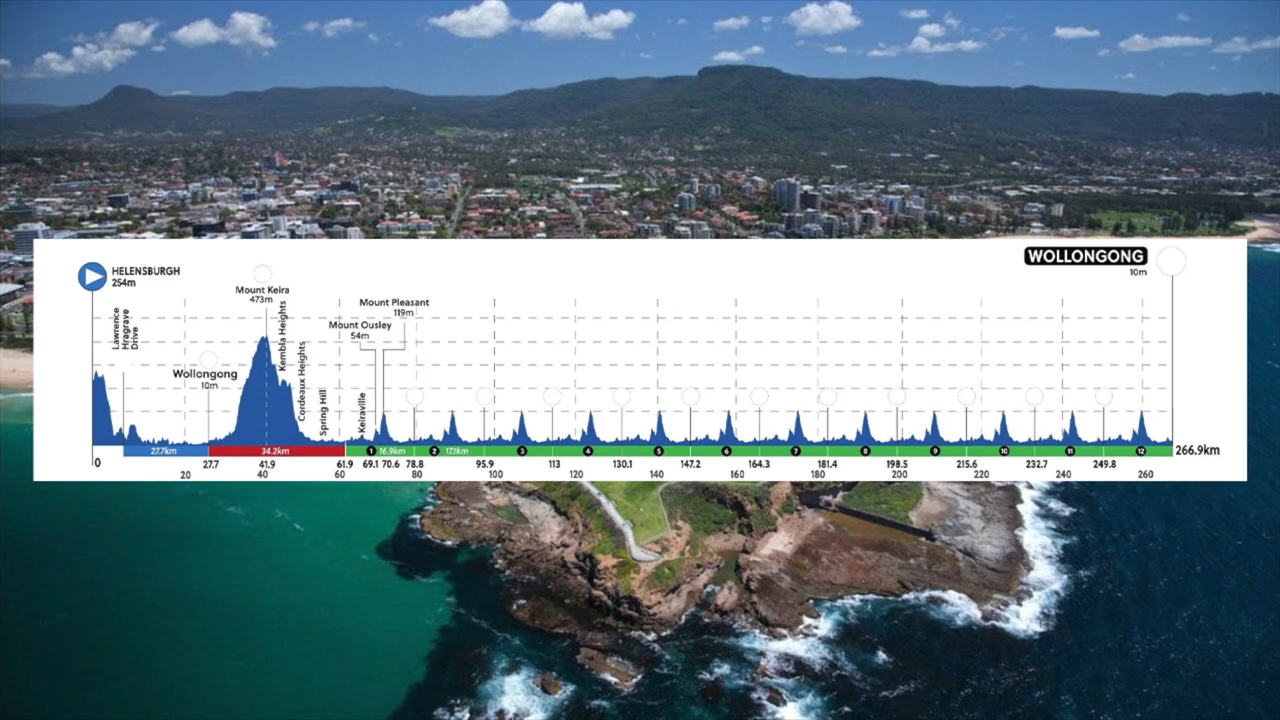 HELENSBURGH
254m
WOLLONGONG
10m
Mount Keira
473m
Mount Pleasant
119m
Mount Ousley
54m
Lawrence
Hragrave
Drive
Wollongong
10m
Kembla Heights
Cordeaux Heights
Spring Hill
Keiraville
27.7km
34.2km
1 16.9km 2 17.1km 3 4 5 6 7 8 9 10 11 12
266.9km
0 27.7 41.9 61.9 69.1 70.6 78.8 95.9 113 130.1 147.2 164.3 181.4 198.5 215.6 232.7 249.8
20 40 60 80 100 120 140 160 180 200 220 240 260